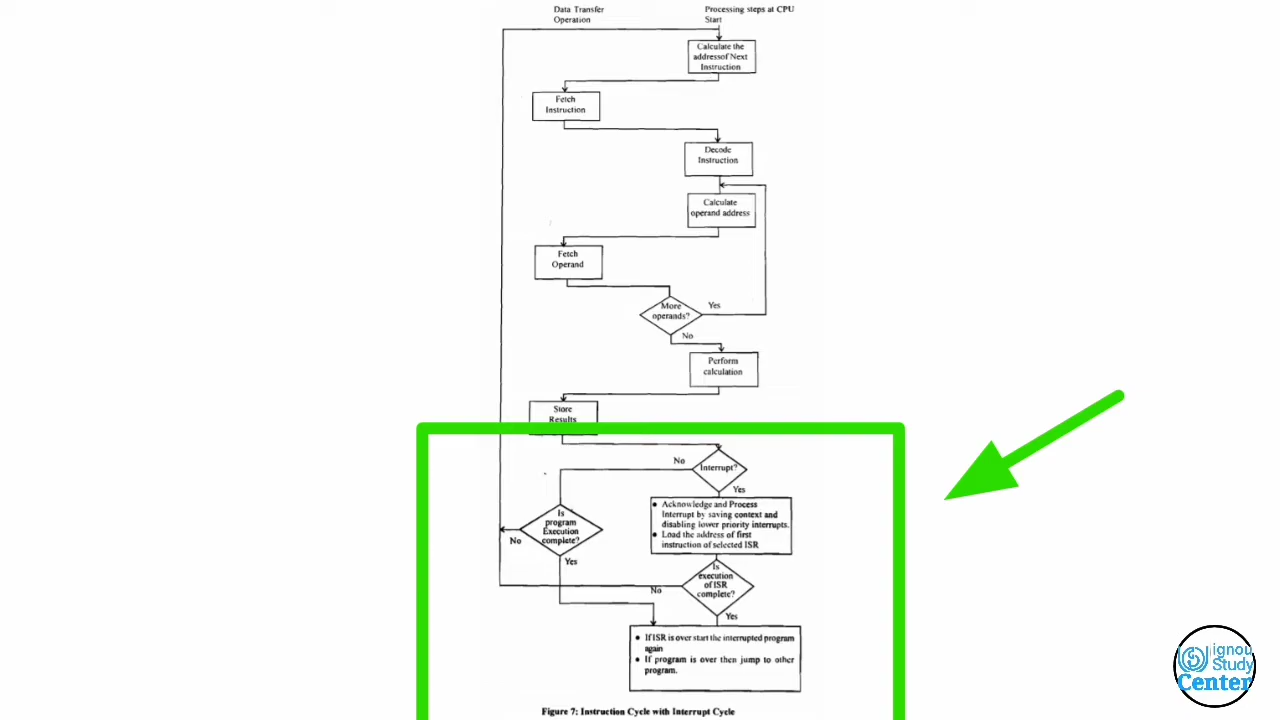 Data Transfer
Operation
Processing steps at CPU
Start
Calculate the
addressof Next
Instruction
Fetch
Instruction
Decode
Instruction
Calculate
operand address
Fetch
Operand
More
operands?
Yes
No
Perform
calculation
Store
Results
Interrupt?
No
Yes
• Acknowledge and Process
Interrupt by saving context and
disabling lower priority interrupts.
• Load the address of first
instruction of selected ISR
Is
program
Execution
complete?
No
Yes
Is
execution
of ISR
complete?
No
Yes
• If ISR is over start the interrupted program
again
• If program is over then jump to other
program.
Figure 7: Instruction Cycle with Interrupt Cycle
ignou
Study
Center